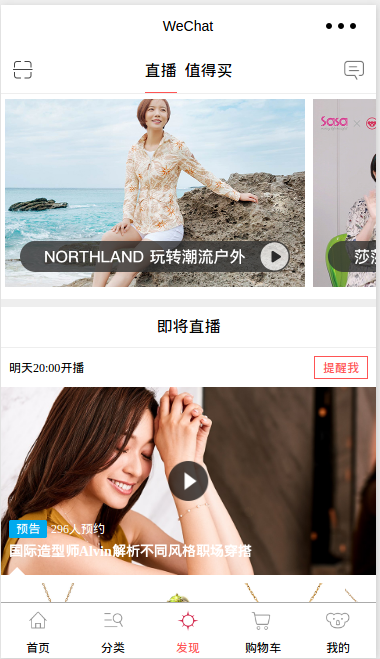 WeChat
直播 值得买
NORTHLAND 玩转潮流户外
sasa
莎莎
即将直播
明天20:00开播
提醒我
预告 296人预约
国际造型师Alvin解析不同风格职场穿搭
首页 分类 发现 购物车 我的